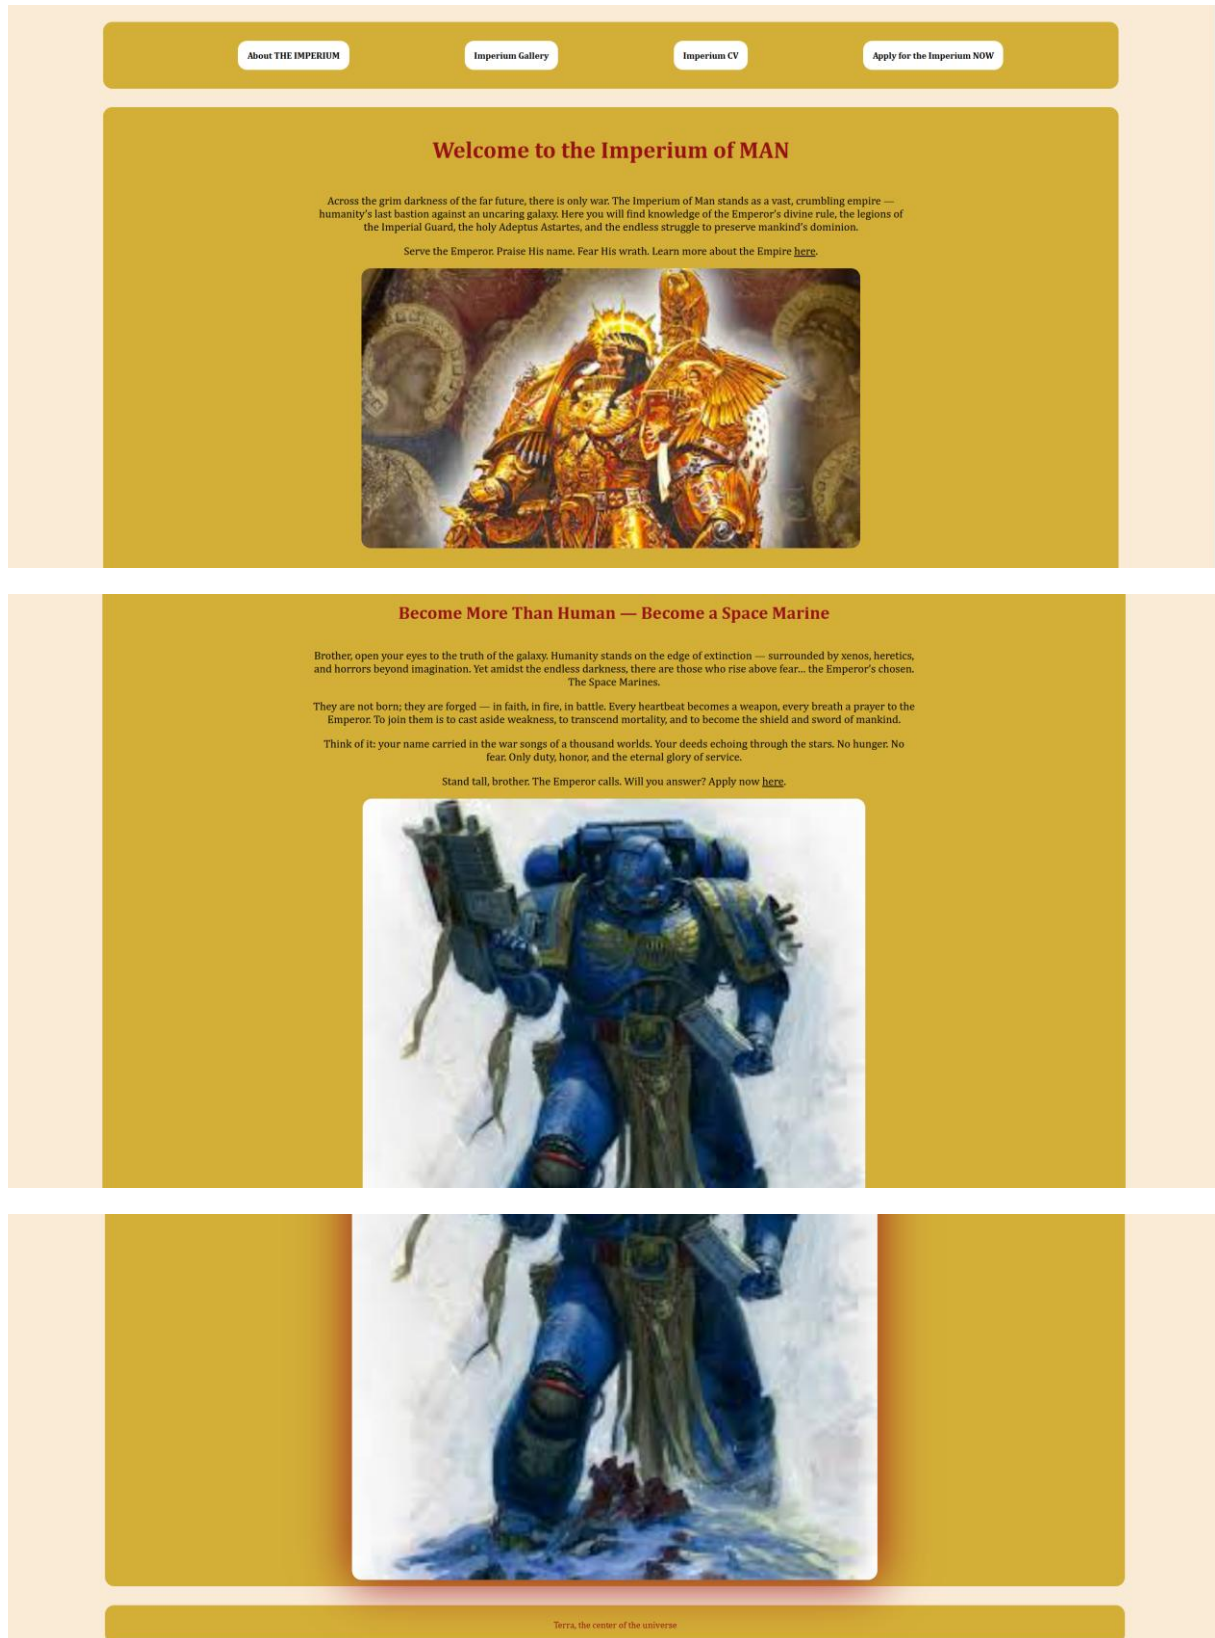 About THE IMPERIUM
Imperium Gallery
Imperium CV
Apply for the Imperium NOW
Welcome to the Imperium of MAN
Across the grim darkness of the far future, there is only war. The Imperium of Man stands as a vast, crumbling empire —
humanity's last bastion against an uncaring galaxy. Here you will find knowledge of the Emperor's divine rule, the legions of
the Imperial Guard, the holy Adeptus Astartes, and the endless struggle to preserve mankind's dominion.
Serve the Emperor. Praise His name. Fear His wrath. Learn more about the Empire here.
Become More Than Human — Become a Space Marine
Brother, open your eyes to the truth of the galaxy. Humanity stands on the edge of extinction — surrounded by xenos, heretics,
and horrors beyond imagination. Yet amidst the endless darkness, there are those who rise above fear... the Emperor's chosen.
The Space Marines.
They are not born; they are forged — in faith, in fire, in battle. Every heartbeat becomes a weapon, every breath a prayer to the
Emperor. To join them is to cast aside weakness, to transcend mortality, and to become the shield and sword of mankind.
Think of it: your name carried in the war songs of a thousand worlds. Your deeds echoing through the stars. No hunger. No
fear. Only duty, honor, and the eternal glory of service.
Stand tall, brother. The Emperor calls. Will you answer? Apply now here.
Terra, the center of the universe